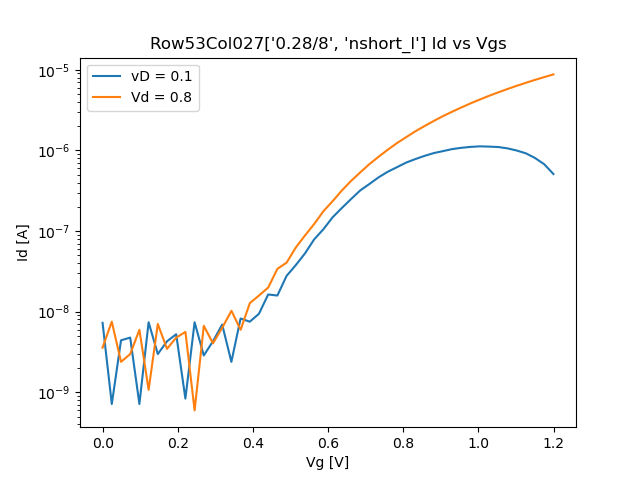 Row53Col027['0.28/8', 'nshort_l'] Id vs Vgs
vD = 0.1
Vd = 0.8
Id [A]
10⁻⁵
10⁻⁶
10⁻⁷
10⁻⁸
10⁻⁹
0.0 0.2 0.4 0.6 0.8 1.0 1.2
Vg [V]